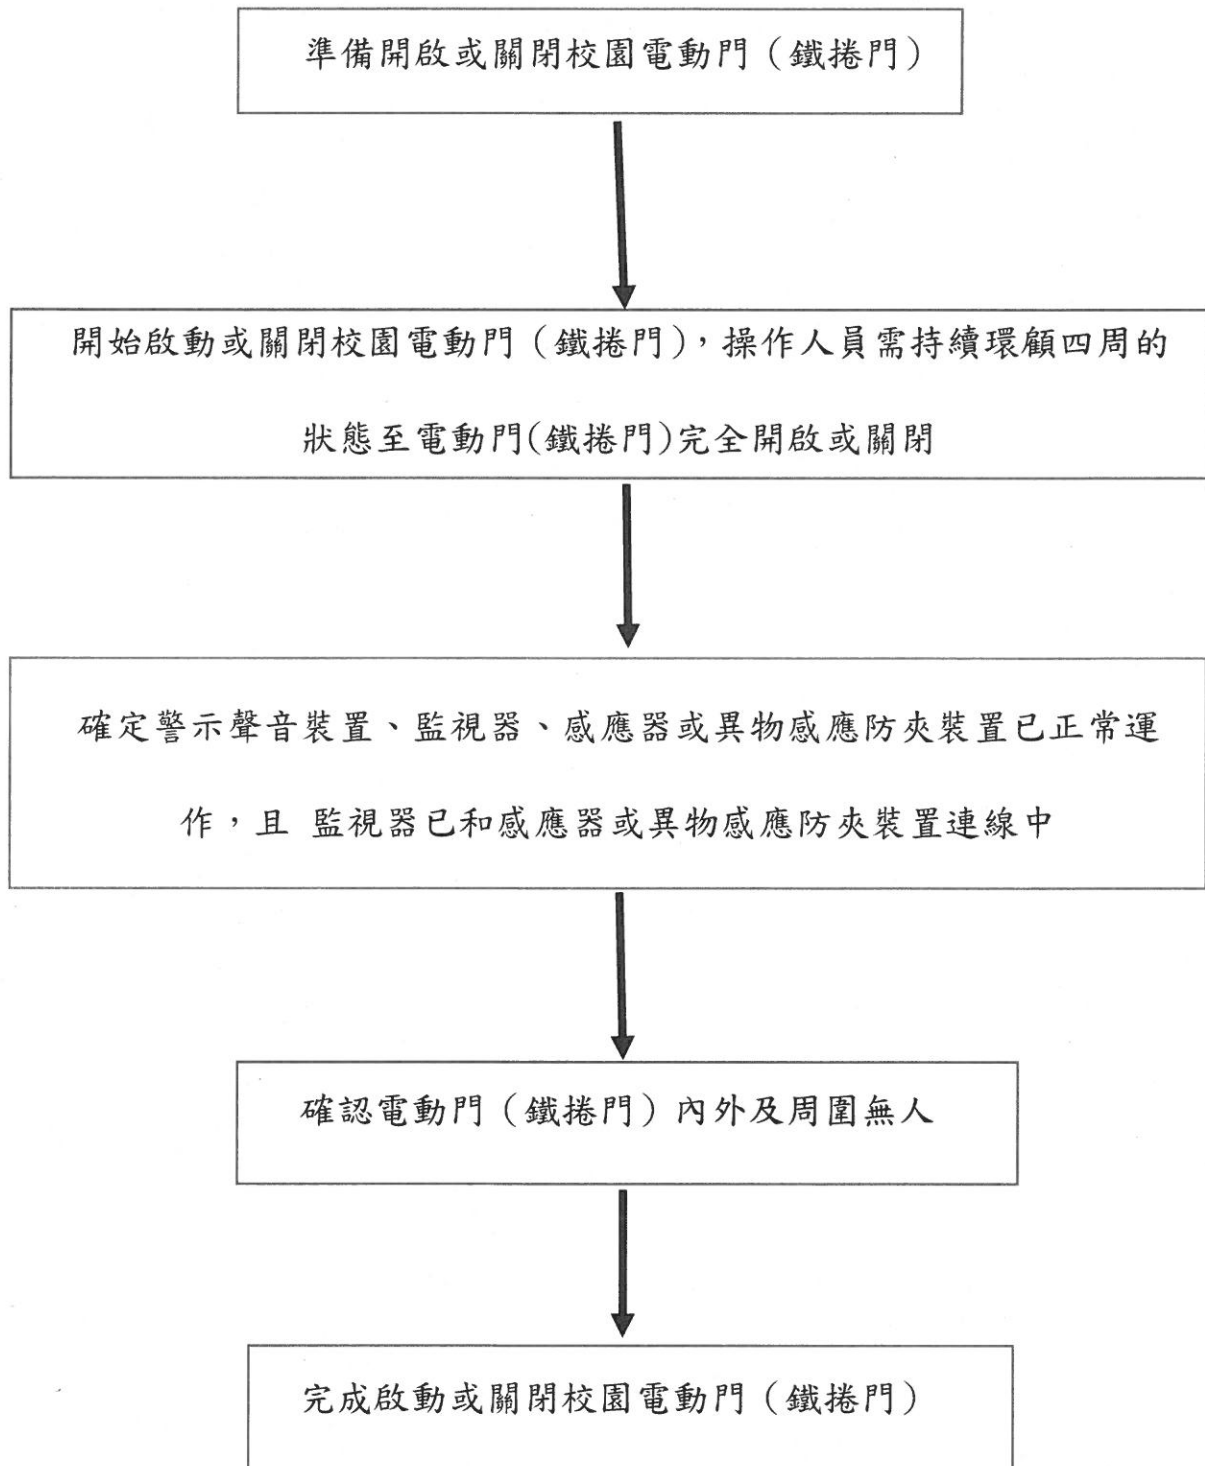 準備開啟或關閉校園電動門（鐵捲門）
開始啟動或關閉校園電動門（鐵捲門），操作人員需持續環顧四周的
狀態至電動門(鐵捲門)完全開啟或關閉
確定警示聲音裝置、監視器、感應器或異物感應防夾裝置已正常運
作，且 監視器已和感應器或異物感應防夾裝置連線中
確認電動門（鐵捲門）內外及周圍無人
完成啟動或關閉校園電動門（鐵捲門）